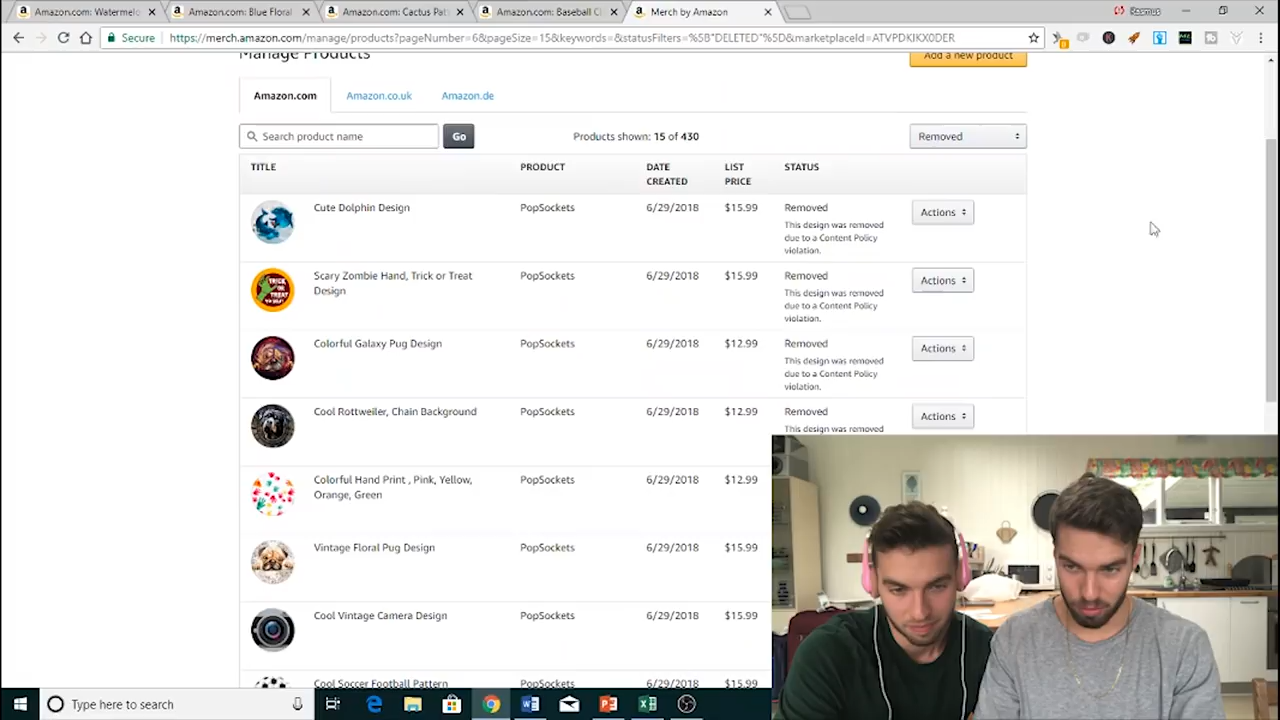 Amazon.com: Watermelo
Amazon.com: Blue Floral
Amazon.com: Cactus Pat
Amazon.com: Baseball C
Merch by Amazon
Rasmus
Secure
https://merch.amazon.com/manage/products?pageNumber=6&pageSize=15&keywords=&statusFilters=%5B"DELETED"%5D&marketplaceId=ATVPDKIKX0DER
Manage Products
Add a new product
Amazon.com
Amazon.co.uk
Amazon.de
Search product name
Go
Products shown: 15 of 430
Removed
TITLE
PRODUCT
DATE
CREATED
LIST
PRICE
STATUS
Cute Dolphin Design
PopSockets
6/29/2018
$15.99
Removed
This design was removed
due to a Content Policy
violation.
Actions
TRICK
OR
TREAT
Scary Zombie Hand, Trick or Treat
Design
PopSockets
6/29/2018
$15.99
Removed
This design was removed
due to a Content Policy
violation.
Actions
Colorful Galaxy Pug Design
PopSockets
6/29/2018
$12.99
Removed
This design was removed
due to a Content Policy
violation.
Actions
Cool Rottweiler, Chain Background
PopSockets
6/29/2018
$12.99
Removed
This design was removed
Actions
Colorful Hand Print , Pink, Yellow,
Orange, Green
PopSockets
6/29/2018
$12.99
Vintage Floral Pug Design
PopSockets
6/29/2018
$15.99
Cool Vintage Camera Design
PopSockets
6/29/2018
$15.99
Cool Soccer Football Pattern
PopSockets
6/29/2018
$15.99
Type here to search